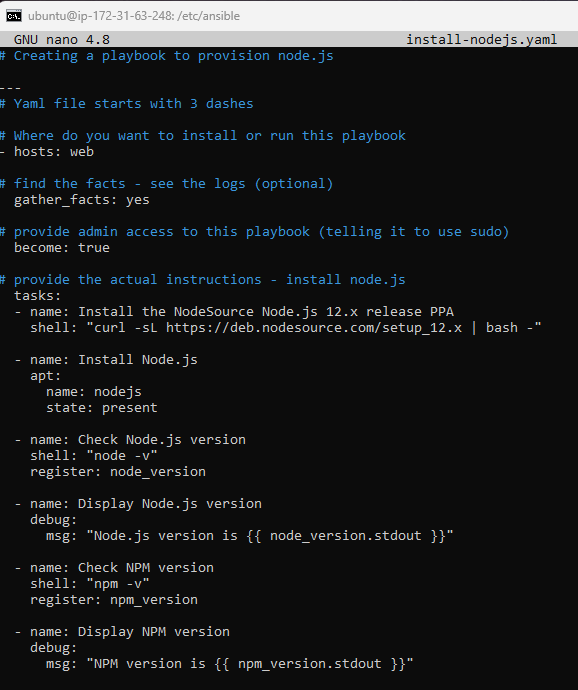 ubuntu@ip-172-31-63-248: /etc/ansible
GNU nano 4.8 install-nodejs.yaml
# Creating a playbook to provision node.js
---
# Yaml file starts with 3 dashes
# Where do you want to install or run this playbook
- hosts: web
# find the facts - see the logs (optional)
  gather_facts: yes
# provide admin access to this playbook (telling it to use sudo)
  become: true
# provide the actual instructions - install node.js
  tasks:
  - name: Install the NodeSource Node.js 12.x release PPA
    shell: "curl -sL https://deb.nodesource.com/setup_12.x | bash -"
  - name: Install Node.js
    apt:
      name: nodejs
      state: present
  - name: Check Node.js version
    shell: "node -v"
    register: node_version
  - name: Display Node.js version
    debug:
      msg: "Node.js version is {{ node_version.stdout }}"
  - name: Check NPM version
    shell: "npm -v"
    register: npm_version
  - name: Display NPM version
    debug:
      msg: "NPM version is {{ npm_version.stdout }}"